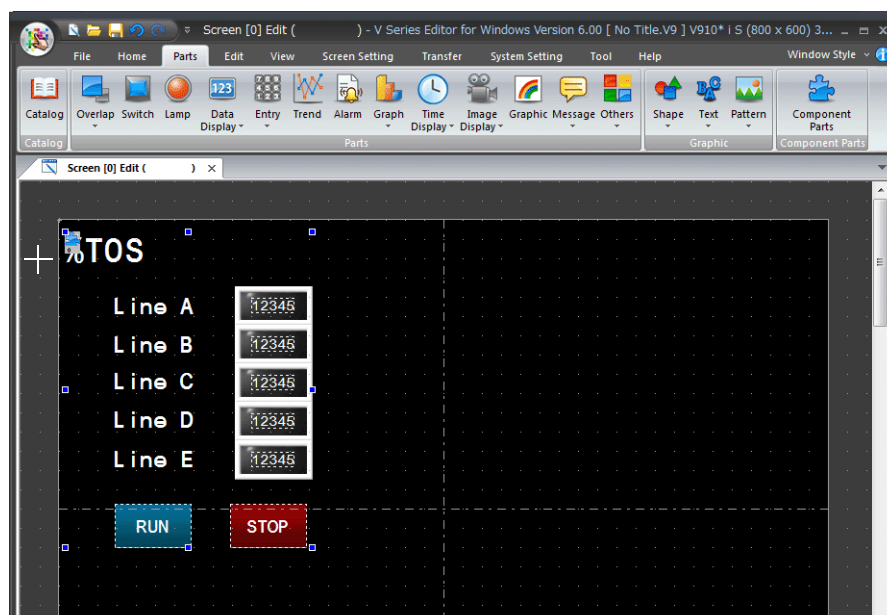 Screen [0] Edit ( ) - V Series Editor for Windows Version 6.00 [ No Title.V9 ] V910* i S (800 x 600) 3...
File Home Parts Edit View Screen Setting Transfer System Setting Tool Help Window Style
Catalog Overlap Switch Lamp Data Display Entry Trend Alarm Graph Time Display Image Display Graphic Message Others Shape Text Pattern Component Parts
Catalog Parts Graphic Component Parts
Screen [0] Edit ( ) X
%TOS
Line A 12345
Line B 12345
Line C 12345
Line D 12345
Line E 12345
RUN STOP